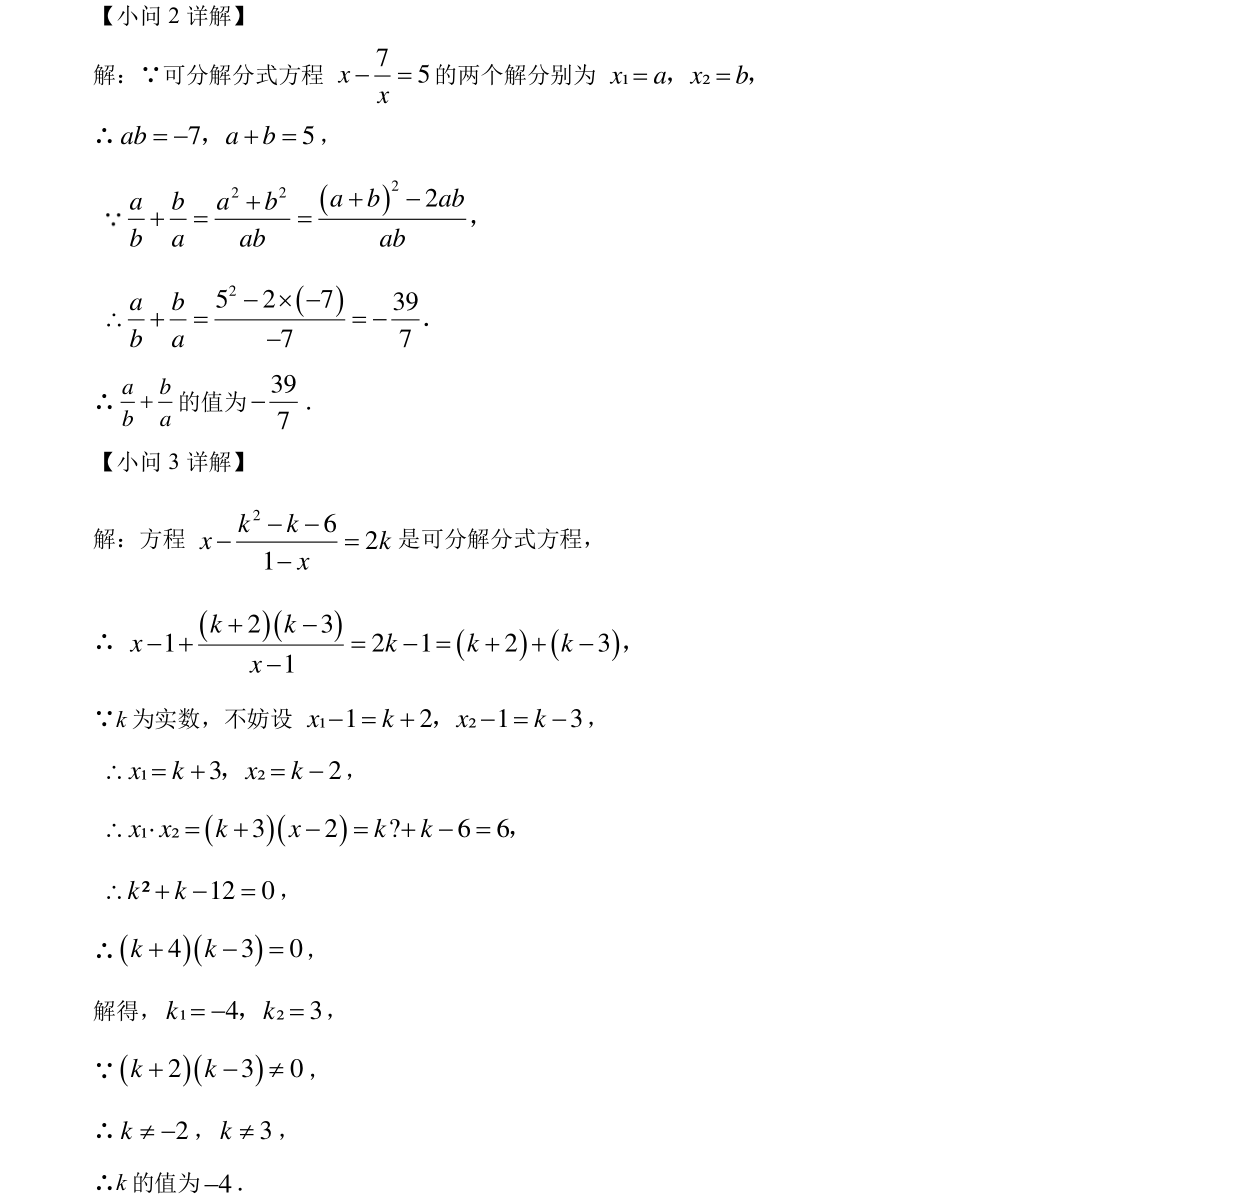 【小问 2 详解】
解：∵可分解分式方程 x − 7/x = 5 的两个解分别为 x₁ = a，x₂ = b，
∴ ab = −7，a + b = 5，
∵ a/b + b/a = (a² + b²)/ab = ((a + b)² − 2ab)/ab，
∴ a/b + b/a = (5² − 2×(−7))/−7 = −39/7．
∴ a/b + b/a 的值为 −39/7．
【小问 3 详解】
解：方程 x − (k² − k − 6)/(1 − x) = 2k 是可分解分式方程，
∴ x − 1 + ((k + 2)(k − 3))/(x − 1) = 2k − 1 = (k + 2) + (k − 3)，
∵k 为实数，不妨设 x₁ − 1 = k + 2，x₂ − 1 = k − 3，
∴ x₁ = k + 3，x₂ = k − 2，
∴ x₁· x₂ = (k + 3)(x − 2) = k? + k − 6 = 6，
∴ k² + k − 12 = 0，
∴ (k + 4)(k − 3) = 0，
解得，k₁ = −4，k₂ = 3，
∵ (k + 2)(k − 3) ≠ 0，
∴ k ≠ −2，k ≠ 3，
∴k 的值为 −4．